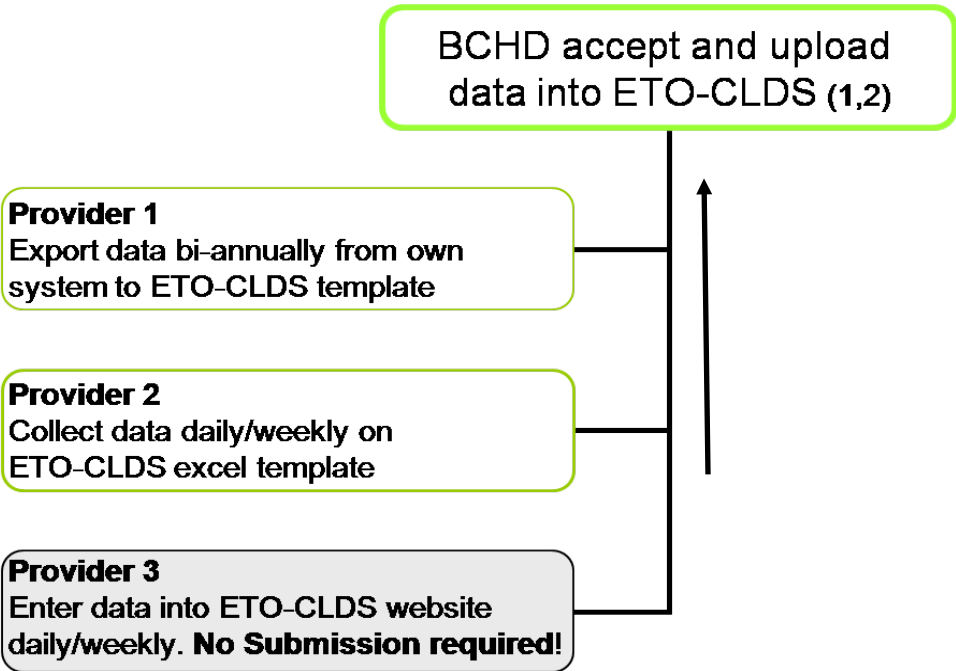 BCHD accept and upload
data into ETO-CLDS (1,2)
Provider 1
Export data bi-annually from own
system to ETO-CLDS template
Provider 2
Collect data daily/weekly on
ETO-CLDS excel template
Provider 3
Enter data into ETO-CLDS website
daily/weekly. No Submission required!